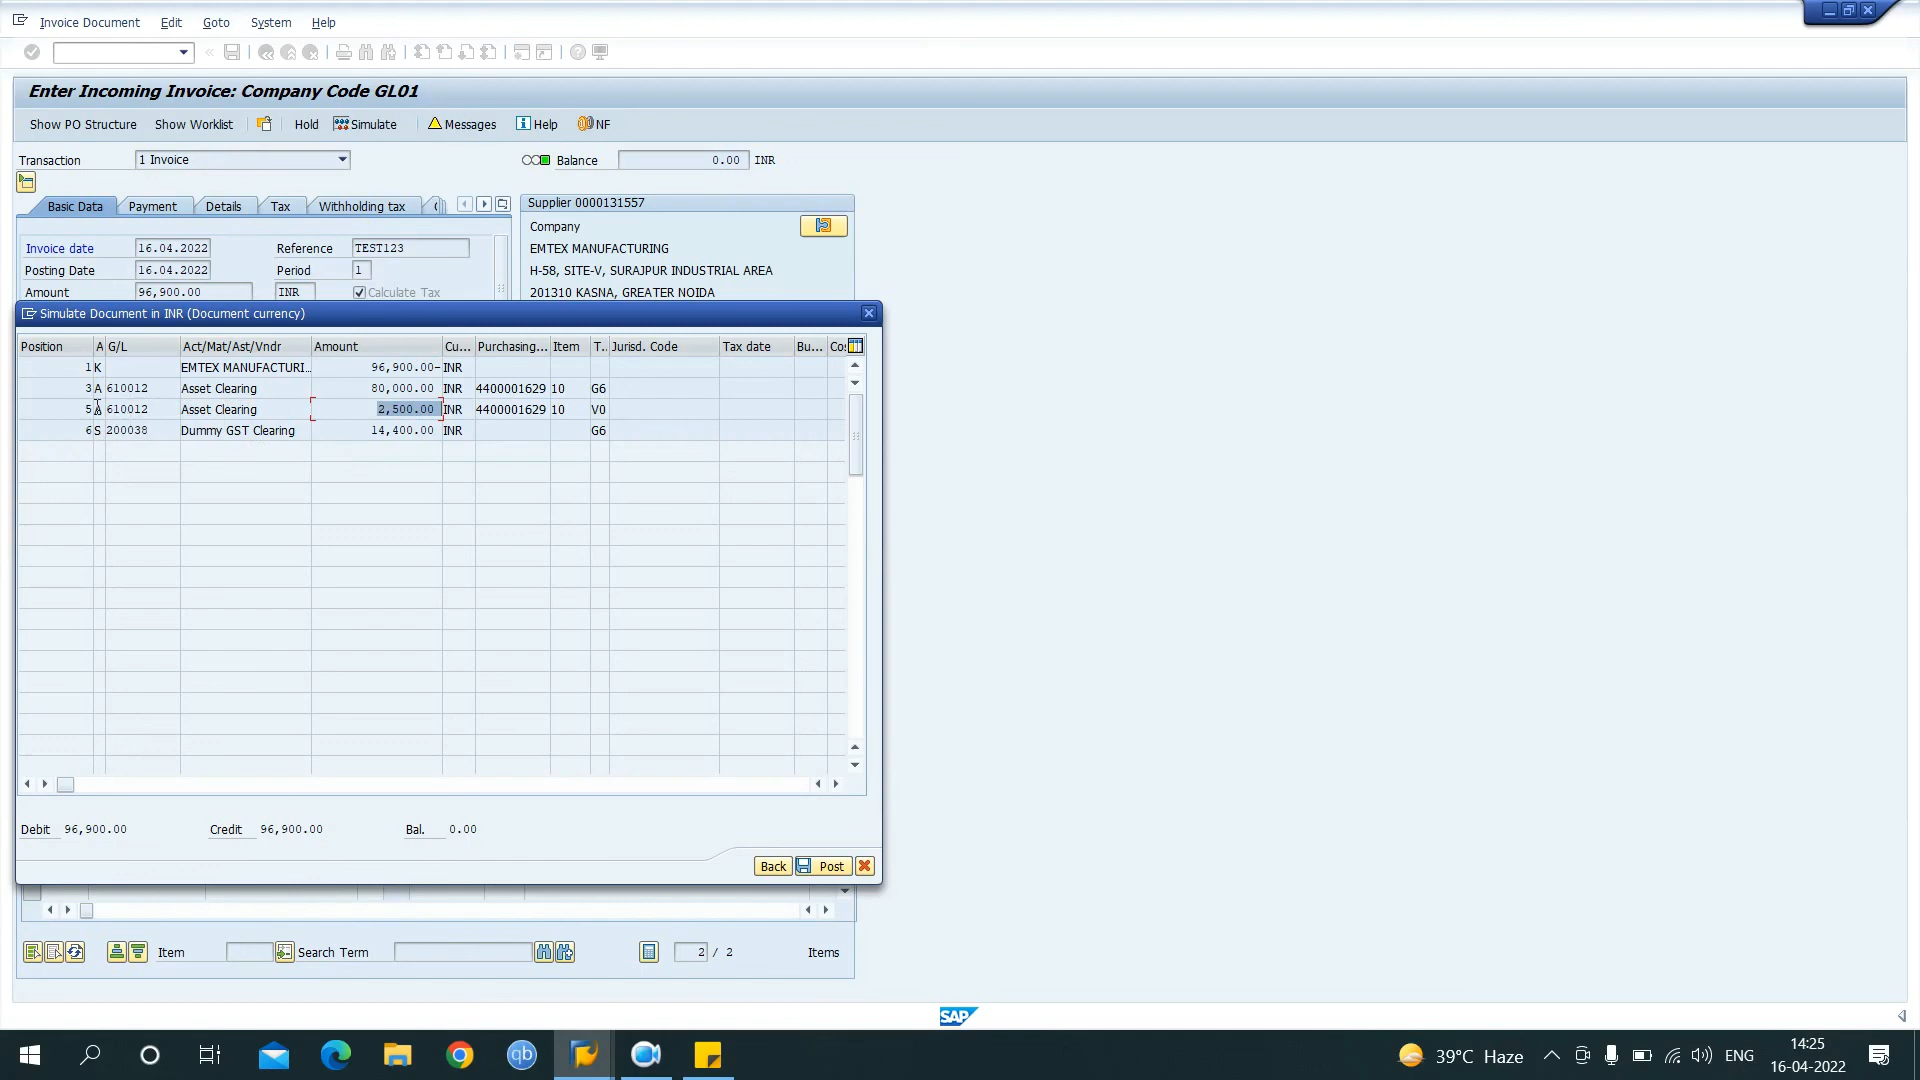 Invoice Document Edit Goto System Help
Enter Incoming Invoice: Company Code GL01
Show PO Structure Show Worklist Hold Simulate Messages Help NF
Transaction 1 Invoice Balance 0.00 INR
Basic Data Payment Details Tax Withholding tax
Supplier 0000131557
Company
Invoice date 16.04.2022 Reference TEST123
EMTEX MANUFACTURING
Posting Date 16.04.2022 Period 1
H-58, SITE-V, SURAJPUR INDUSTRIAL AREA
Amount 96,900.00 INR Calculate Tax
201310 KASNA, GREATER NOIDA
Simulate Document in INR (Document currency)
Position A G/L Act/Mat/Ast/Vndr Amount Cu... Purchasing... Item T.. Jurisd. Code Tax date Bu... Co
1 K EMTEX MANUFACTURI... 96,900.00- INR
3 A 610012 Asset Clearing 80,000.00 INR 4400001629 10 G6
5 A 610012 Asset Clearing 2,500.00 INR 4400001629 10 V0
6 S 200038 Dummy GST Clearing 14,400.00 INR G6
Debit 96,900.00 Credit 96,900.00 Bal. 0.00
Back Post
Item Search Term 2 / 2 Items
SAP
qb 39°C Haze ENG 14:25
16-04-2022